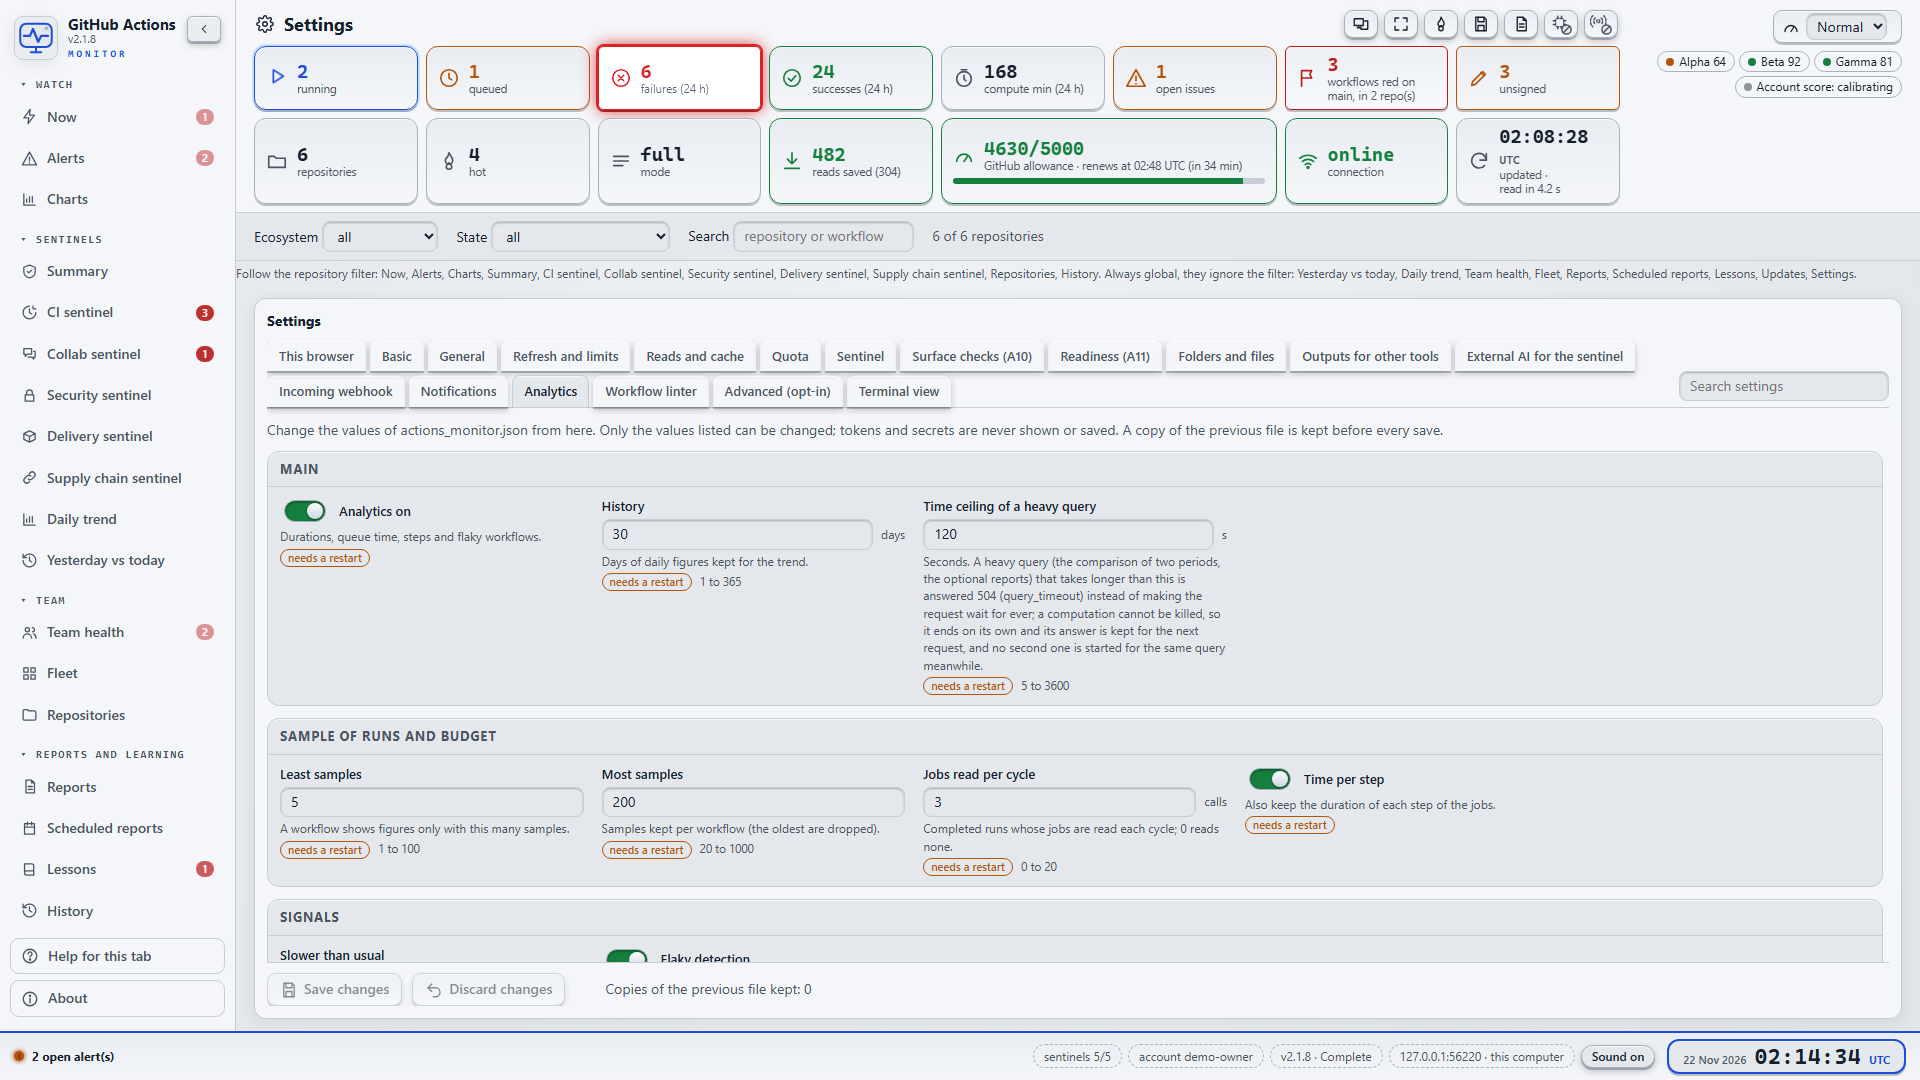 GitHub Actions
v2.1.8
MONITOR
WATCH
Now 1
Alerts 2
Charts
SENTINELS
Summary
CI sentinel 3
Collab sentinel 1
Security sentinel
Delivery sentinel
Supply chain sentinel
Daily trend
Yesterday vs today
TEAM
Team health 2
Fleet
Repositories
REPORTS AND LEARNING
Reports
Scheduled reports
Lessons 1
History
Help for this tab
About
Settings
Normal
Alpha 64 Beta 92 Gamma 81
Account score: calibrating
2
running
1
queued
6
failures (24 h)
24
successes (24 h)
168
compute min (24 h)
1
open issues
3
workflows red on
main, in 2 repo(s)
3
unsigned
6
repositories
4
hot
full
mode
482
reads saved (304)
4630/5000
GitHub allowance · renews at 02:48 UTC (in 34 min)
online
connection
02:08:28
UTC
updated ·
read in 4.2 s
Ecosystem all State all Search repository or workflow 6 of 6 repositories
Follow the repository filter: Now, Alerts, Charts, Summary, CI sentinel, Collab sentinel, Security sentinel, Delivery sentinel, Supply chain sentinel, Repositories, History. Always global, they ignore the filter: Yesterday vs today, Daily trend, Team health, Fleet, Reports, Scheduled reports, Lessons, Updates, Settings.
Settings
This browser Basic General Refresh and limits Reads and cache Quota Sentinel Surface checks (A10) Readiness (A11) Folders and files Outputs for other tools External AI for the sentinel
Incoming webhook Notifications Analytics Workflow linter Advanced (opt-in) Terminal view
Search settings
Change the values of actions_monitor.json from here. Only the values listed can be changed; tokens and secrets are never shown or saved. A copy of the previous file is kept before every save.
MAIN
Analytics on
Durations, queue time, steps and flaky workflows.
needs a restart
History
30 days
Days of daily figures kept for the trend.
needs a restart 1 to 365
Time ceiling of a heavy query
120 s
Seconds. A heavy query (the comparison of two periods,
the optional reports) that takes longer than this is
answered 504 (query_timeout) instead of making the
request wait for ever; a computation cannot be killed, so
it ends on its own and its answer is kept for the next
request, and no second one is started for the same query
meanwhile.
needs a restart 5 to 3600
SAMPLE OF RUNS AND BUDGET
Least samples
5
A workflow shows figures only with this many samples.
needs a restart 1 to 100
Most samples
200
Samples kept per workflow (the oldest are dropped).
needs a restart 20 to 1000
Jobs read per cycle
3 calls
Completed runs whose jobs are read each cycle; 0 reads
none.
needs a restart 0 to 20
Time per step
Also keep the duration of each step of the jobs.
needs a restart
SIGNALS
Slower than usual
Flaky detection
Save changes Discard changes Copies of the previous file kept: 0
2 open alert(s)
sentinels 5/5 account demo-owner v2.1.8 · Complete 127.0.0.1:56220 · this computer Sound on 22 Nov 2026 02:14:34 UTC